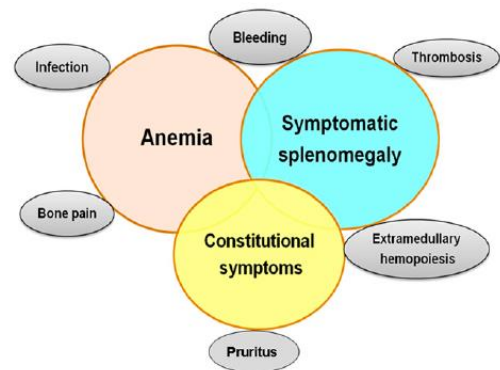 Bleeding
Thrombosis
Infection
Anemia
Symptomatic
splenomegaly
Bone pain
Constitutional
symptoms
Extramedullary
hemopoiesis
Pruritus